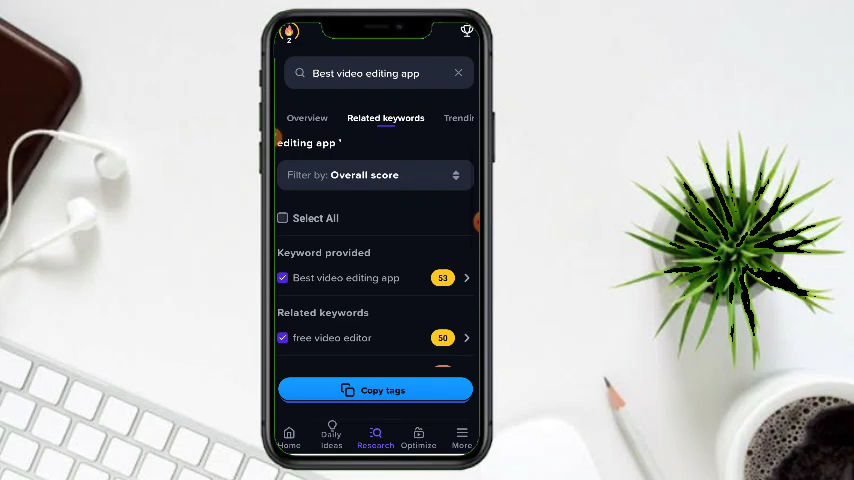 2
Best video editing app
Overview Related keywords
editing app "
Filter by: Overall score
Select All
Keyword provided
Best video editing app 53
Related keywords
free video editor 50
Copy tags
Home Daily Ideas Research Optimize More